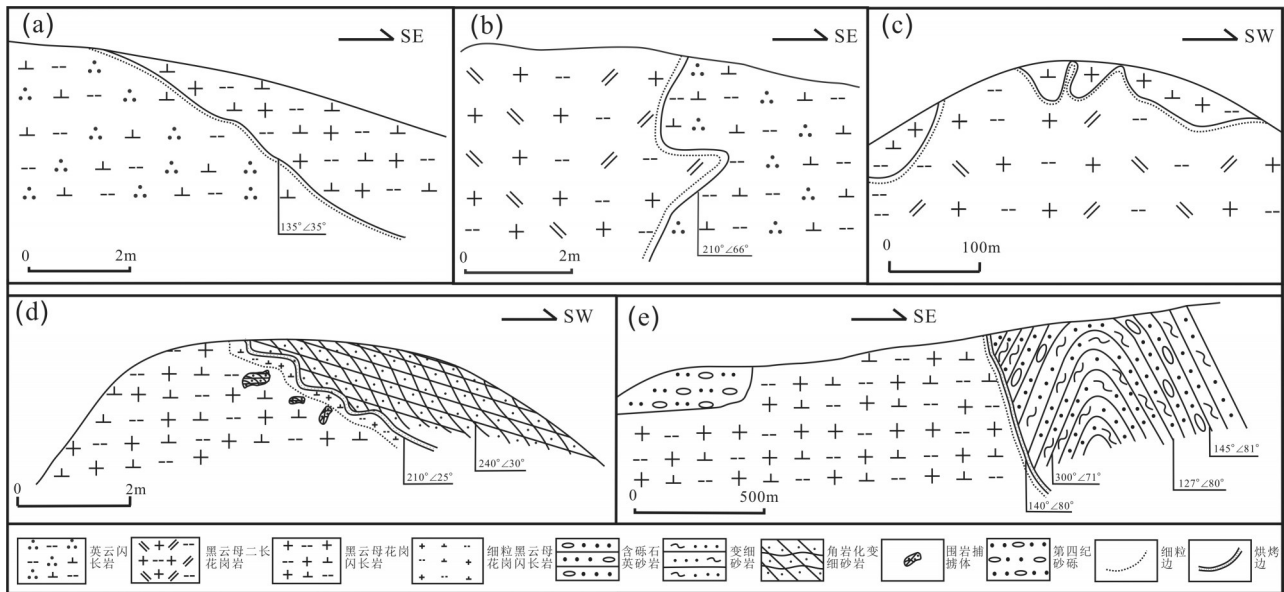 (a)
SE
135°∠35°
0 2m
(b)
SE
210°∠66°
0 2m
(c)
SW
0 100m
(d)
SW
210°∠25°
240°∠30°
0 2m
(e)
SE
300°∠71°
140°∠80°
127°∠80°
145°∠81°
0 500m
英云闪
长岩
黑云母二长
花岗岩
黑云母花岗
闪长岩
细粒黑云母
花岗闪长岩
含砾石
英砂岩
变细
砂岩
角岩化变
细砂岩
围岩捕
掳体
第四纪
砂砾
细粒
边
烘烤
边